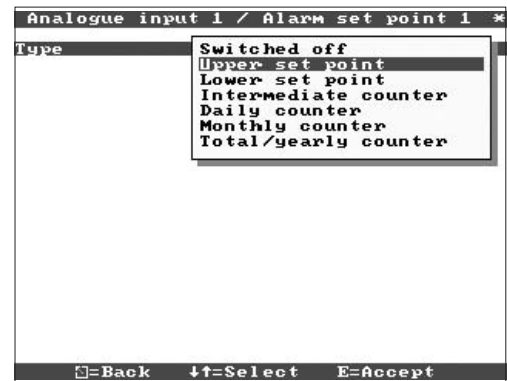 Analogue input 1 / Alarm set point 1 *
Type
Switched off
Upper set point
Lower set point
Intermediate counter
Daily counter
Monthly counter
Total/yearly counter
=Back ↓↑=Select E=Accept